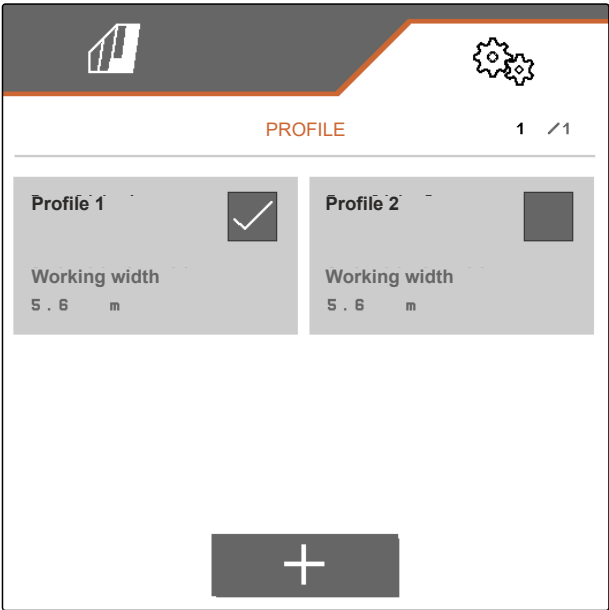 PROFILE 1 /1
Profile 1 Profile 2
Working width Working width
5.6 m 5.6 m
+